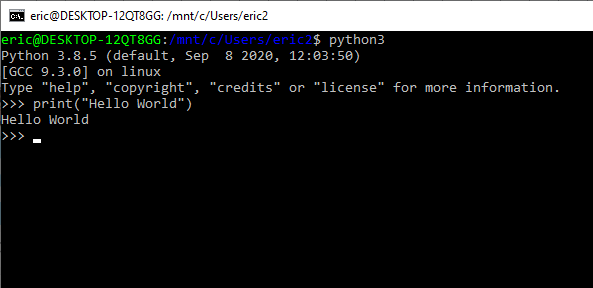 eric@DESKTOP-12QT8GG: /mnt/c/Users/eric2
eric@DESKTOP-12QT8GG:/mnt/c/Users/eric2$ python3
Python 3.8.5 (default, Sep  8 2020, 12:03:50)
[GCC 9.3.0] on linux
Type "help", "copyright", "credits" or "license" for more information.
>>> print("Hello World")
Hello World
>>>